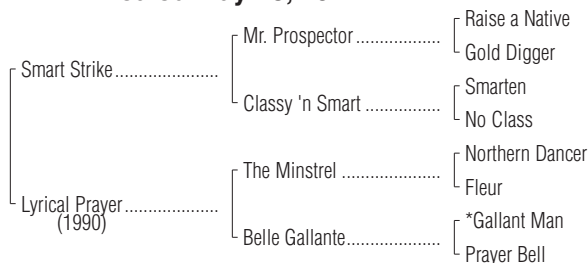 Raise a Native
Mr. Prospector....................
Gold Digger
Smart Strike........................
Smarten
Classy 'n Smart .................
No Class
Northern Dancer
The Minstrel ......................
Fleur
Lyrical Prayer......................
(1990)
*Gallant Man
Belle Gallante.....................
Prayer Bell